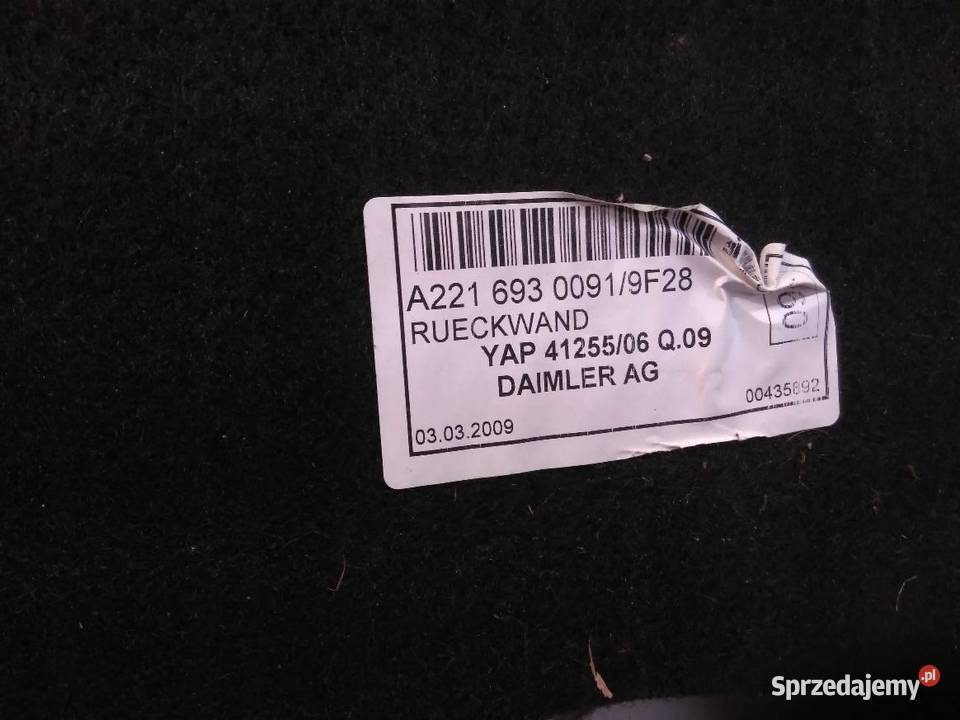 A221 693 0091/9F28
RUECKWAND
YAP 41255/06 Q.09
DAIMLER AG
00435892
03.03.2009
Sprzedajemy.pl